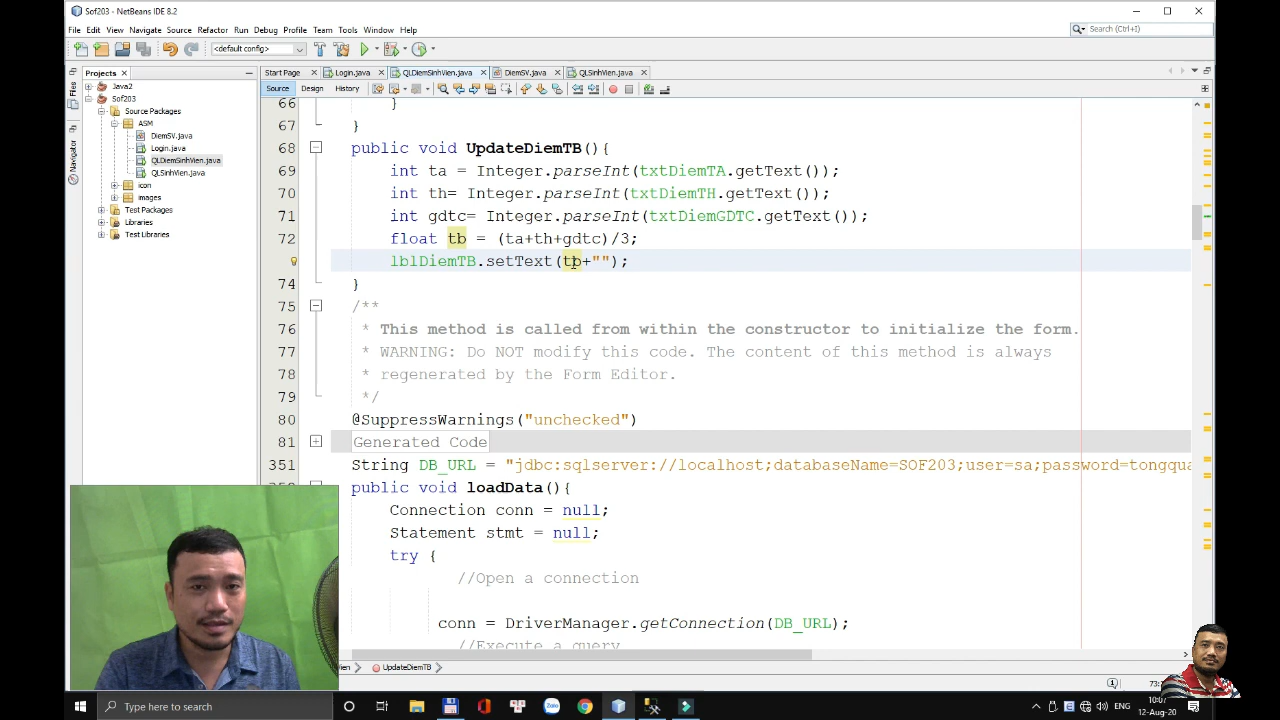 Sof203 - NetBeans IDE 8.2
File Edit View Navigate Source Refactor Run Debug Profile Team Tools Window Help
Search (Ctrl+I)
<default config>
Projects
Start Page
Login.java
QLDiemSinhVien.java
DiemSV.java
QLSinhVien.java
Source Design History
Files
Navigator
Java2
Sof203
Source Packages
ASM
DiemSV.java
Login.java
QLDiemSinhVien.java
QLSinhVien.java
icon
images
Test Packages
Libraries
Test Libraries
66 }
67 }
68 public void UpdateDiemTB(){
69 int ta = Integer.parseInt(txtDiemTA.getText());
70 int th= Integer.parseInt(txtDiemTH.getText());
71 int gdtc= Integer.parseInt(txtDiemGDTC.getText());
72 float tb = (ta+th+gdtc)/3;
lblDiemTB.setText(tb+"");
74 }
75 /**
76 * This method is called from within the constructor to initialize the form.
77 * WARNING: Do NOT modify this code. The content of this method is always
78 * regenerated by the Form Editor.
79 */
80 @SuppressWarnings("unchecked")
81 Generated Code
351 String DB_URL = "jdbc:sqlserver://localhost;databaseName=SOF203;user=sa;password=tongqua
public void loadData(){
Connection conn = null;
Statement stmt = null;
try {
//Open a connection
conn = DriverManager.getConnection(DB_URL);
//Execute a query
UpdateDiemTB
Type here to search
Zalo
ENG
10:07
12-Aug-20